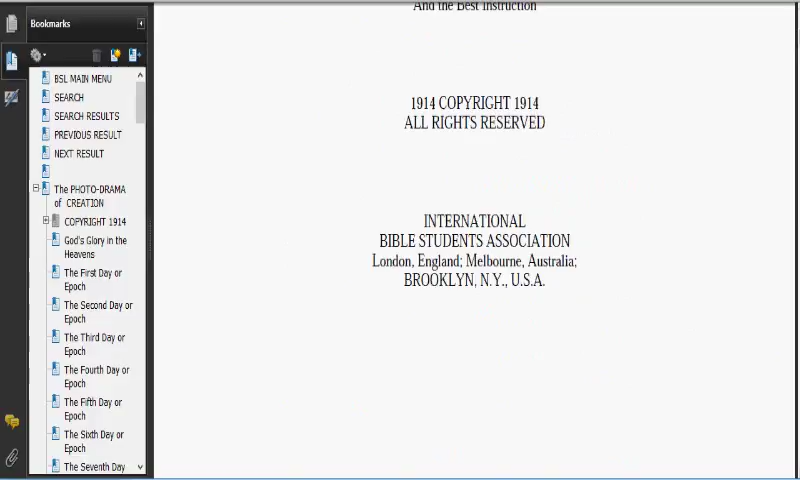 Bookmarks
BSL MAIN MENU
SEARCH
SEARCH RESULTS
PREVIOUS RESULT
NEXT RESULT
The PHOTO-DRAMA
of CREATION
COPYRIGHT 1914
God's Glory in the
Heavens
The First Day or
Epoch
The Second Day or
Epoch
The Third Day or
Epoch
The Fourth Day or
Epoch
The Fifth Day or
Epoch
The Sixth Day or
Epoch
The Seventh Day
And the Best Instruction
1914 COPYRIGHT 1914
ALL RIGHTS RESERVED
INTERNATIONAL
BIBLE STUDENTS ASSOCIATION
London, England; Melbourne, Australia;
BROOKLYN, N.Y., U.S.A.